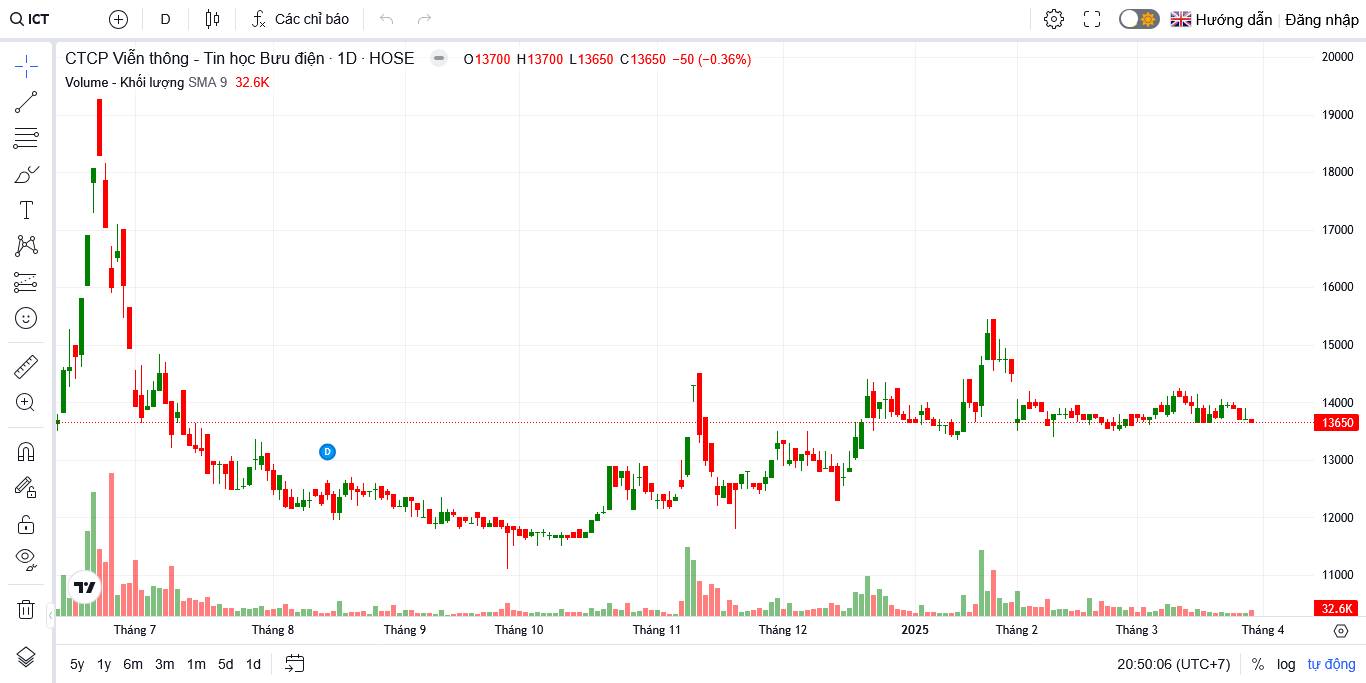 ICT D Các chỉ báo Hướng dẫn Đăng nhập
CTCP Viễn thông - Tin học Bưu điện · 1D · HOSE O13700 H13700 L13650 C13650 −50 (−0.36%)
Volume - Khối lượng SMA 9 32.6K
20000
19000
18000
17000
16000
15000
14000
13650
13000
D
12000
11000
32.6K
Tháng 7 Tháng 8 Tháng 9 Tháng 10 Tháng 11 Tháng 12 2025 Tháng 2 Tháng 3 Tháng 4
5y 1y 6m 3m 1m 5d 1d 20:50:06 (UTC+7) % log tự động